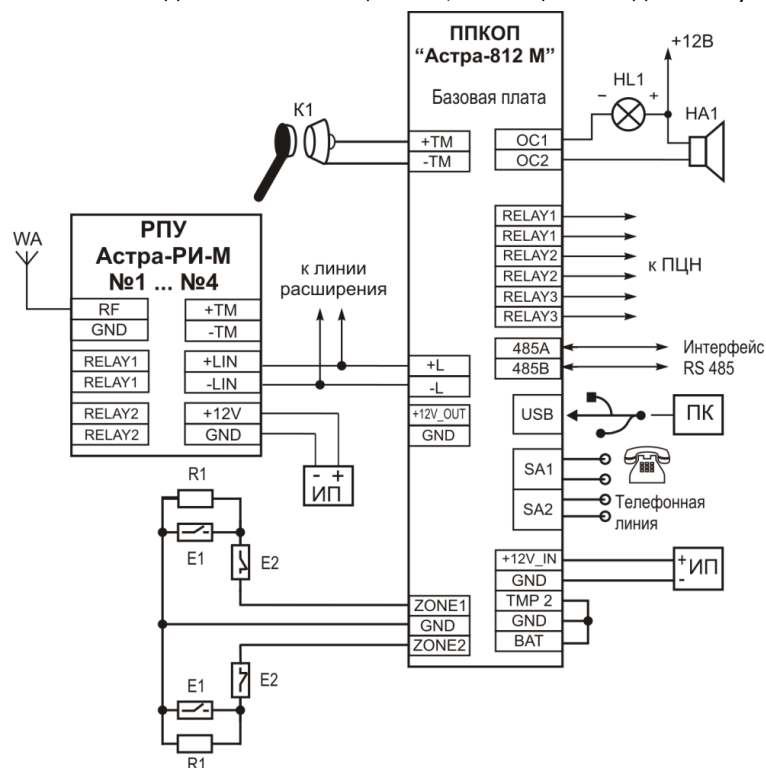 ППКОП
“Астра-812 М”
Базовая плата
+12В
HL1
− +
HA1
K1
+TM
-TM
OC1
OC2
RELAY1
RELAY1
RELAY2
RELAY2
RELAY3
RELAY3
к ПЦН
WA
РПУ
Астра-РИ-М
№1 ... №4
RF
GND
RELAY1
RELAY1
RELAY2
RELAY2
+TM
-TM
+LIN
-LIN
+12V
GND
к линии
расширения
- +
ИП
+L
-L
+12V_OUT
GND
485A
485B
Интерфейс
RS 485
USB
ПК
SA1
SA2
Телефонная
линия
+12V_IN
GND
TMP 2
GND
BAT
+
-
ИП
R1
E1
E2
ZONE1
GND
ZONE2
E1
E2
R1